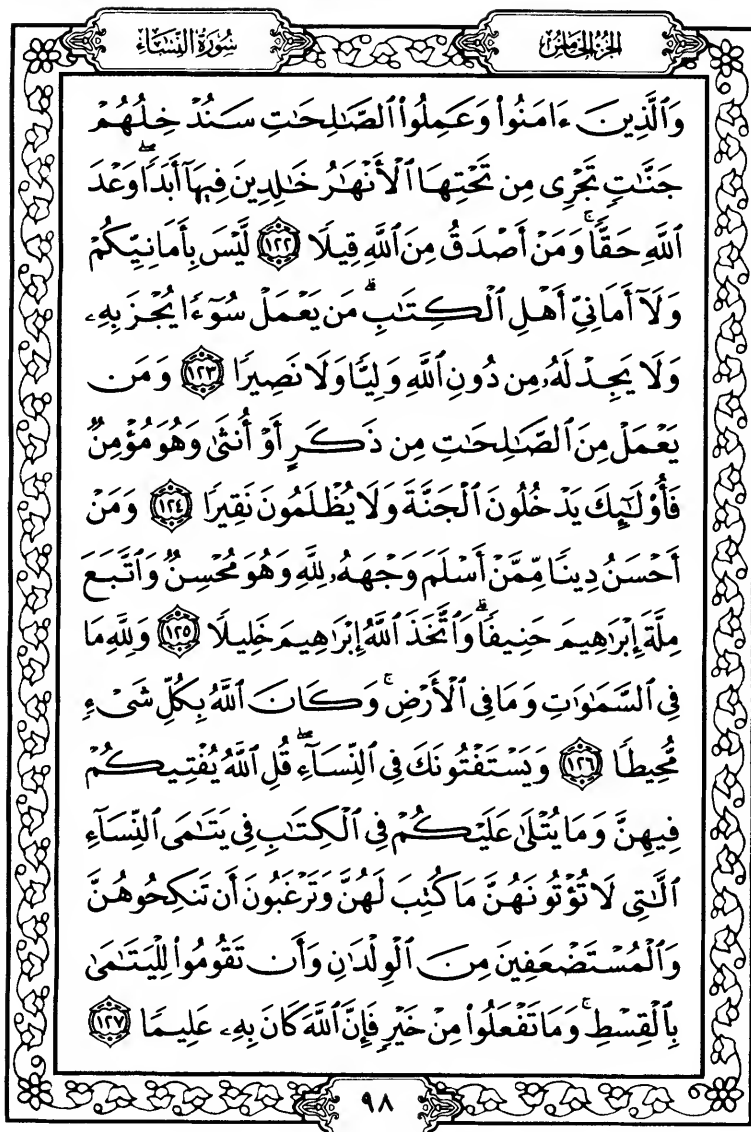 سُورَةُ النِّسَاءِ
الجُزْءُ الخَامِسُ
وَٱلَّذِينَ ءَامَنُوا۟ وَعَمِلُوا۟ ٱلصَّـٰلِحَـٰتِ سَنُدْخِلُهُمْ
جَنَّـٰتٍ تَجْرِى مِن تَحْتِهَا ٱلْأَنْهَـٰرُ خَـٰلِدِينَ فِيهَآ أَبَدًا ۖ وَعْدَ
ٱللَّهِ حَقًّا ۚ وَمَنْ أَصْدَقُ مِنَ ٱللَّهِ قِيلًا ١٢٢ لَّيْسَ بِأَمَانِيِّكُمْ
وَلَآ أَمَانِىِّ أَهْلِ ٱلْكِتَـٰبِ ۗ مَن يَعْمَلْ سُوٓءًا يُجْزَ بِهِۦ
وَلَا يَجِدْ لَهُۥ مِن دُونِ ٱللَّهِ وَلِيًّا وَلَا نَصِيرًا ١٢٣ وَمَن
يَعْمَلْ مِنَ ٱلصَّـٰلِحَـٰتِ مِن ذَكَرٍ أَوْ أُنثَىٰ وَهُوَ مُؤْمِنٌ
فَأُو۟لَـٰٓئِكَ يَدْخُلُونَ ٱلْجَنَّةَ وَلَا يُظْلَمُونَ نَقِيرًا ١٢٤ وَمَنْ
أَحْسَنُ دِينًا مِّمَّنْ أَسْلَمَ وَجْهَهُۥ لِلَّهِ وَهُوَ مُحْسِنٌ وَٱتَّبَعَ
مِلَّةَ إِبْرَٰهِيمَ حَنِيفًا ۗ وَٱتَّخَذَ ٱللَّهُ إِبْرَٰهِيمَ خَلِيلًا ١٢٥ وَلِلَّهِ مَا
فِى ٱلسَّمَـٰوَٰتِ وَمَا فِى ٱلْأَرْضِ ۚ وَكَانَ ٱللَّهُ بِكُلِّ شَىْءٍ
مُّحِيطًا ١٢٦ وَيَسْتَفْتُونَكَ فِى ٱلنِّسَآءِ ۖ قُلِ ٱللَّهُ يُفْتِيكُمْ
فِيهِنَّ وَمَا يُتْلَىٰ عَلَيْكُمْ فِى ٱلْكِتَـٰبِ فِى يَتَـٰمَى ٱلنِّسَآءِ
ٱلَّـٰتِى لَا تُؤْتُونَهُنَّ مَا كُتِبَ لَهُنَّ وَتَرْغَبُونَ أَن تَنكِحُوهُنَّ
وَٱلْمُسْتَضْعَفِينَ مِنَ ٱلْوِلْدَٰنِ وَأَن تَقُومُوا۟ لِلْيَتَـٰمَىٰ
بِٱلْقِسْطِ ۚ وَمَا تَفْعَلُوا۟ مِنْ خَيْرٍ فَإِنَّ ٱللَّهَ كَانَ بِهِۦ عَلِيمًا ١٢٧
٩٨